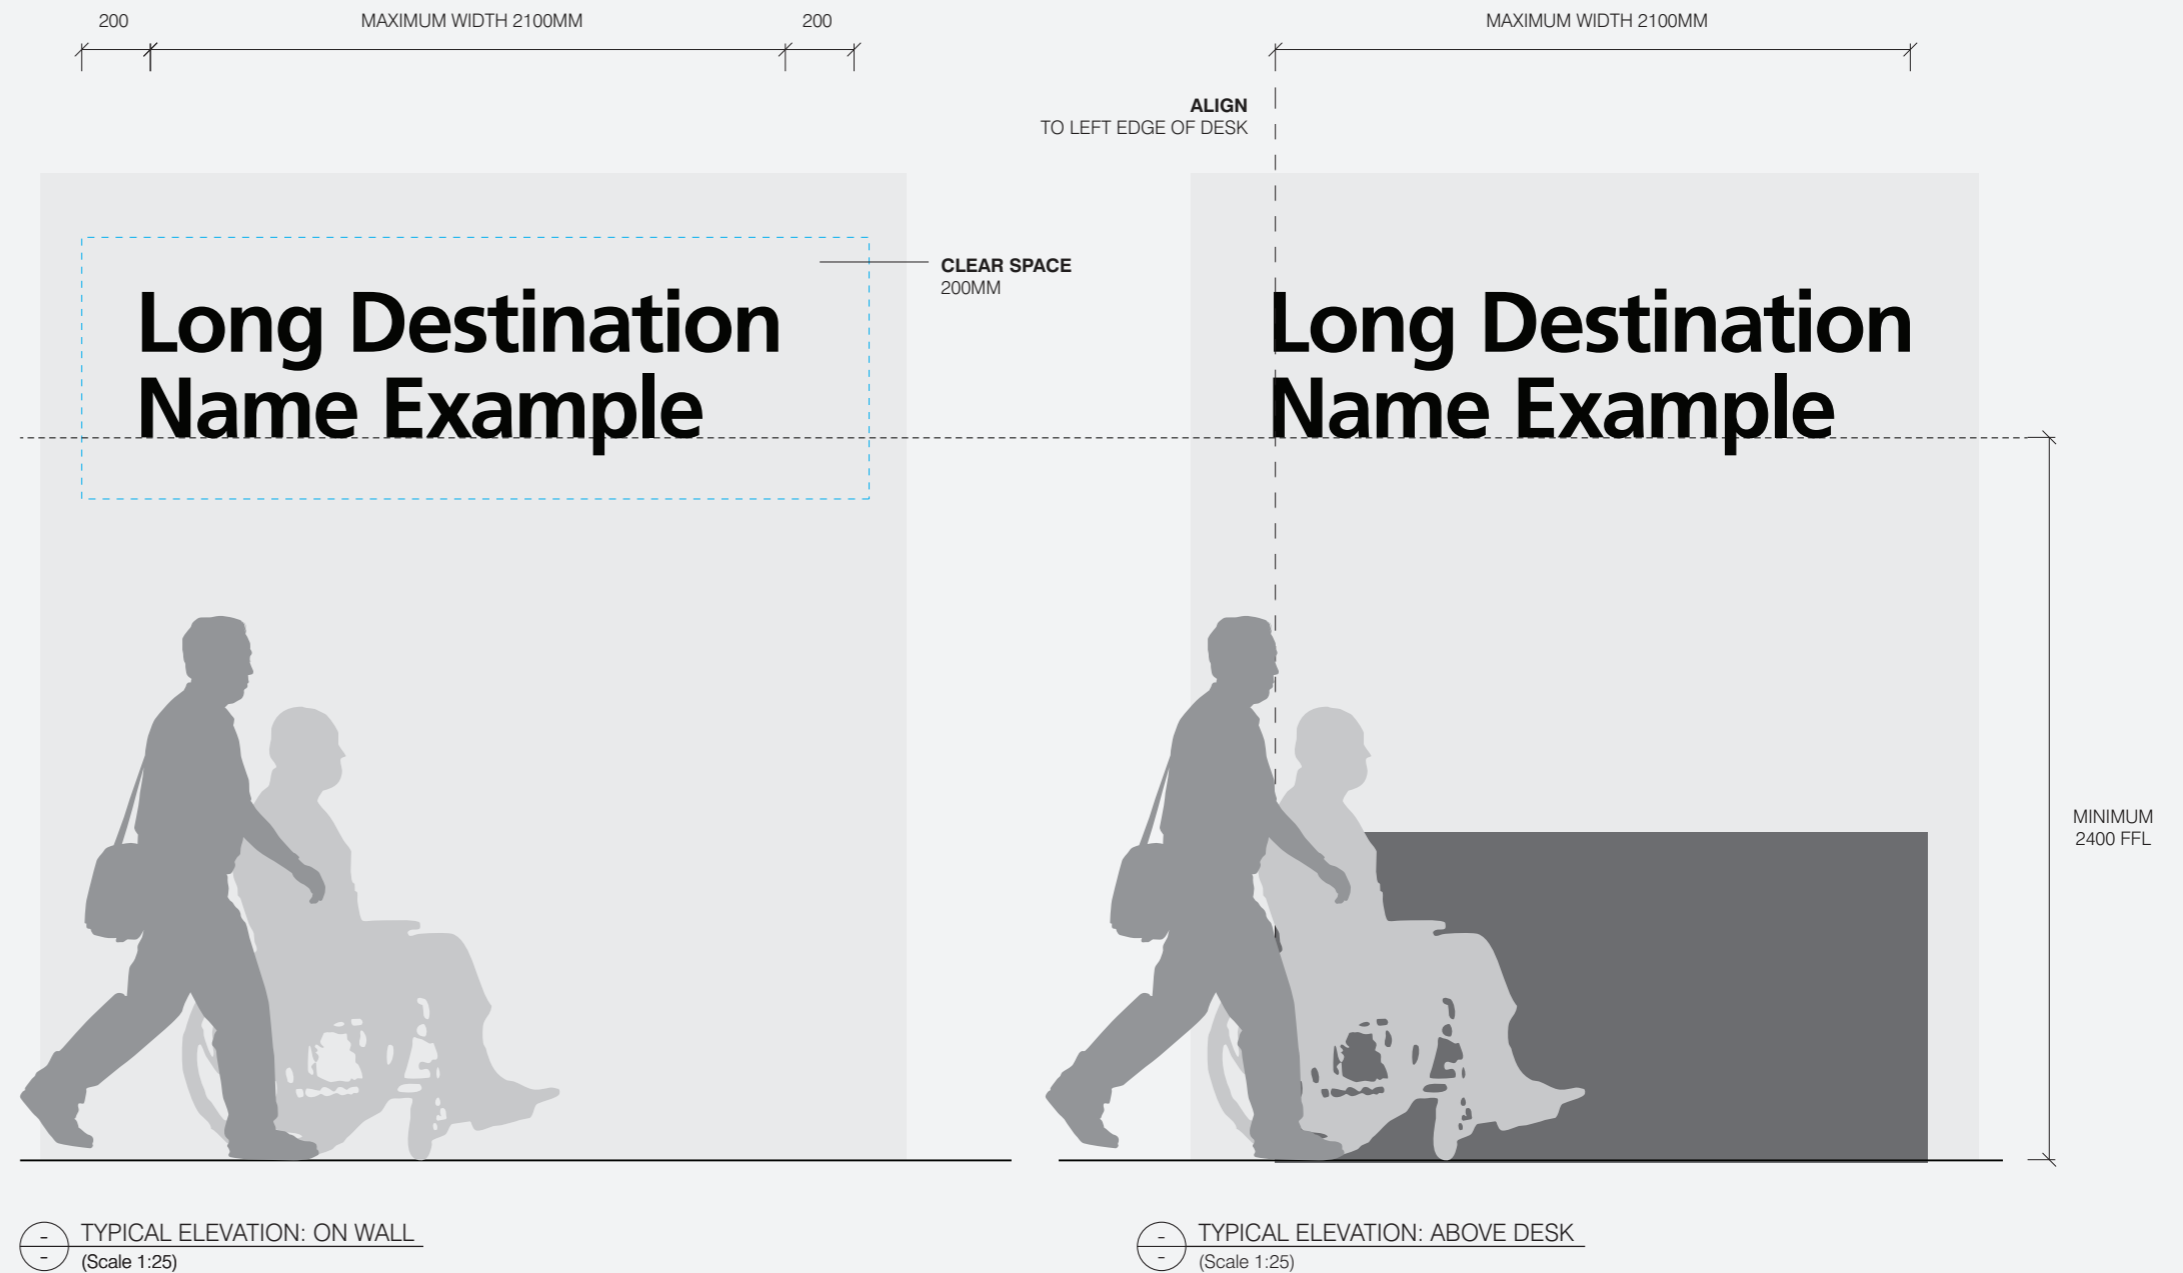 200
MAXIMUM WIDTH 2100MM
200
MAXIMUM WIDTH 2100MM
ALIGN
TO LEFT EDGE OF DESK
CLEAR SPACE
200MM
Long Destination
Name Example
Long Destination
Name Example
MINIMUM
2400 FFL
-
-
TYPICAL ELEVATION: ON WALL
(Scale 1:25)
-
-
TYPICAL ELEVATION: ABOVE DESK
(Scale 1:25)